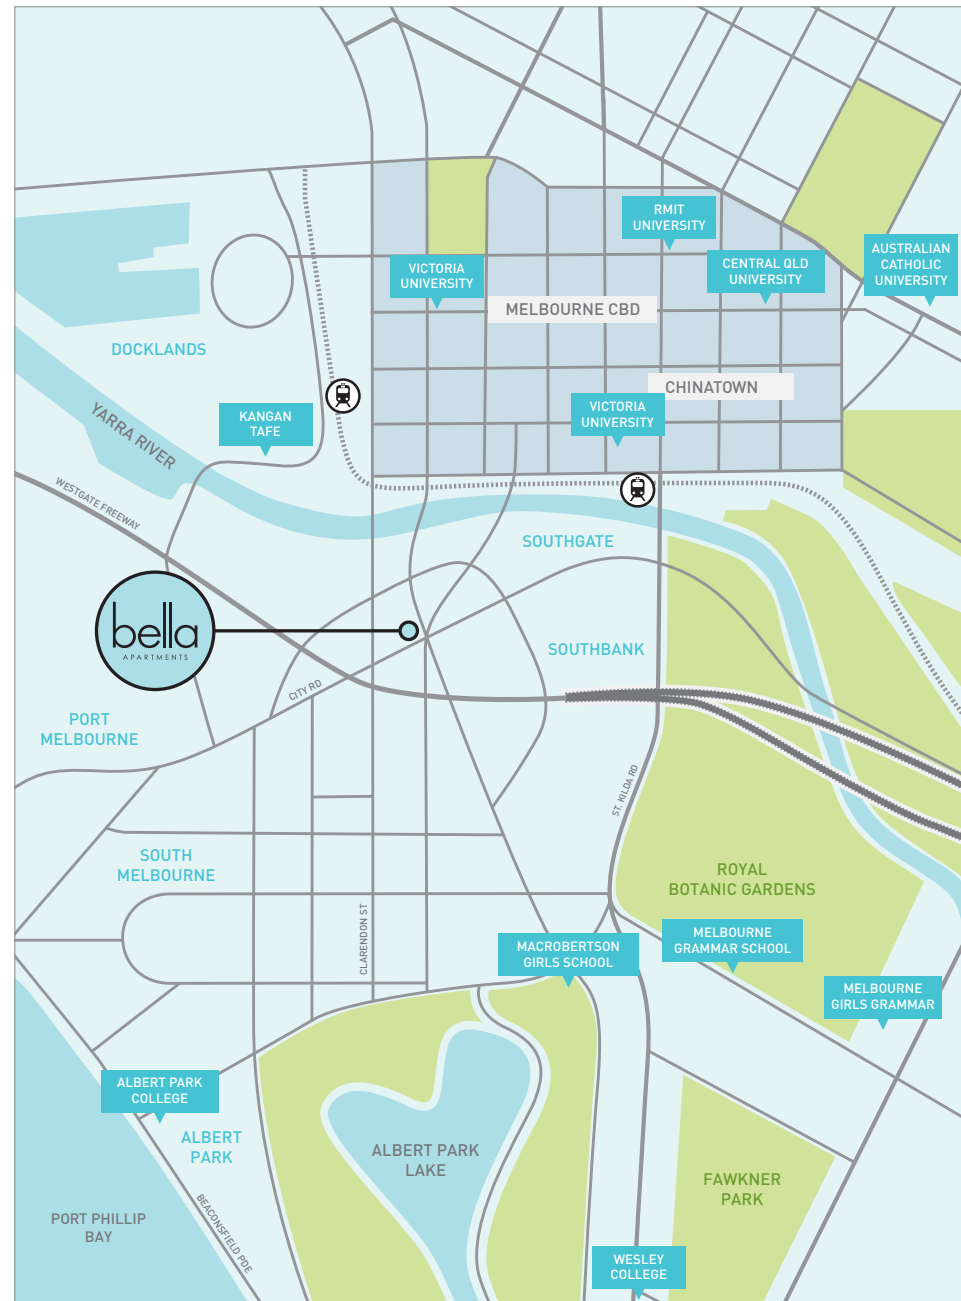 RMIT
UNIVERSITY
AUSTRALIAN
CATHOLIC
UNIVERSITY
CENTRAL QLD
UNIVERSITY
VICTORIA
UNIVERSITY
MELBOURNE CBD
DOCKLANDS
CHINATOWN
VICTORIA
UNIVERSITY
KANGAN
TAFE
YARRA RIVER
WESTGATE FREEWAY
SOUTHGATE
bella
APARTMENTS
SOUTHBANK
CITY RD
PORT
MELBOURNE
ST. KILDA RD
SOUTH
MELBOURNE
ROYAL
BOTANIC GARDENS
CLARENDON ST
MACROBERTSON
GIRLS SCHOOL
MELBOURNE
GRAMMAR SCHOOL
MELBOURNE
GIRLS GRAMMAR
ALBERT PARK
COLLEGE
ALBERT
PARK
ALBERT PARK
LAKE
FAWKNER
PARK
BEACONSFIELD PDE
PORT PHILLIP
BAY
WESLEY
COLLEGE